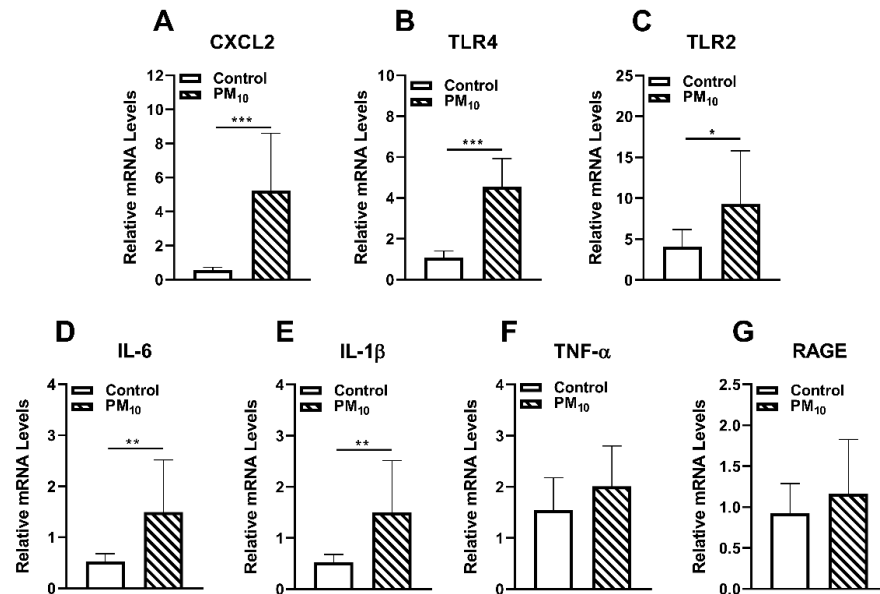 A
CXCL2
Relative mRNA Levels
12
10
8
6
4
2
0
Control
PM₁₀
***
B
TLR4
Relative mRNA Levels
10
8
6
4
2
0
Control
PM₁₀
***
C
TLR2
Relative mRNA Levels
25
20
15
10
5
0
Control
PM₁₀
*
D
IL-6
Relative mRNA Levels
4
3
2
1
0
Control
PM₁₀
**
E
IL-1β
Relative mRNA Levels
4
3
2
1
0
Control
PM₁₀
**
F
TNF-α
Relative mRNA Levels
4
3
2
1
0
Control
PM₁₀
G
RAGE
Relative mRNA Levels
2.5
2.0
1.5
1.0
0.5
0.0
Control
PM₁₀